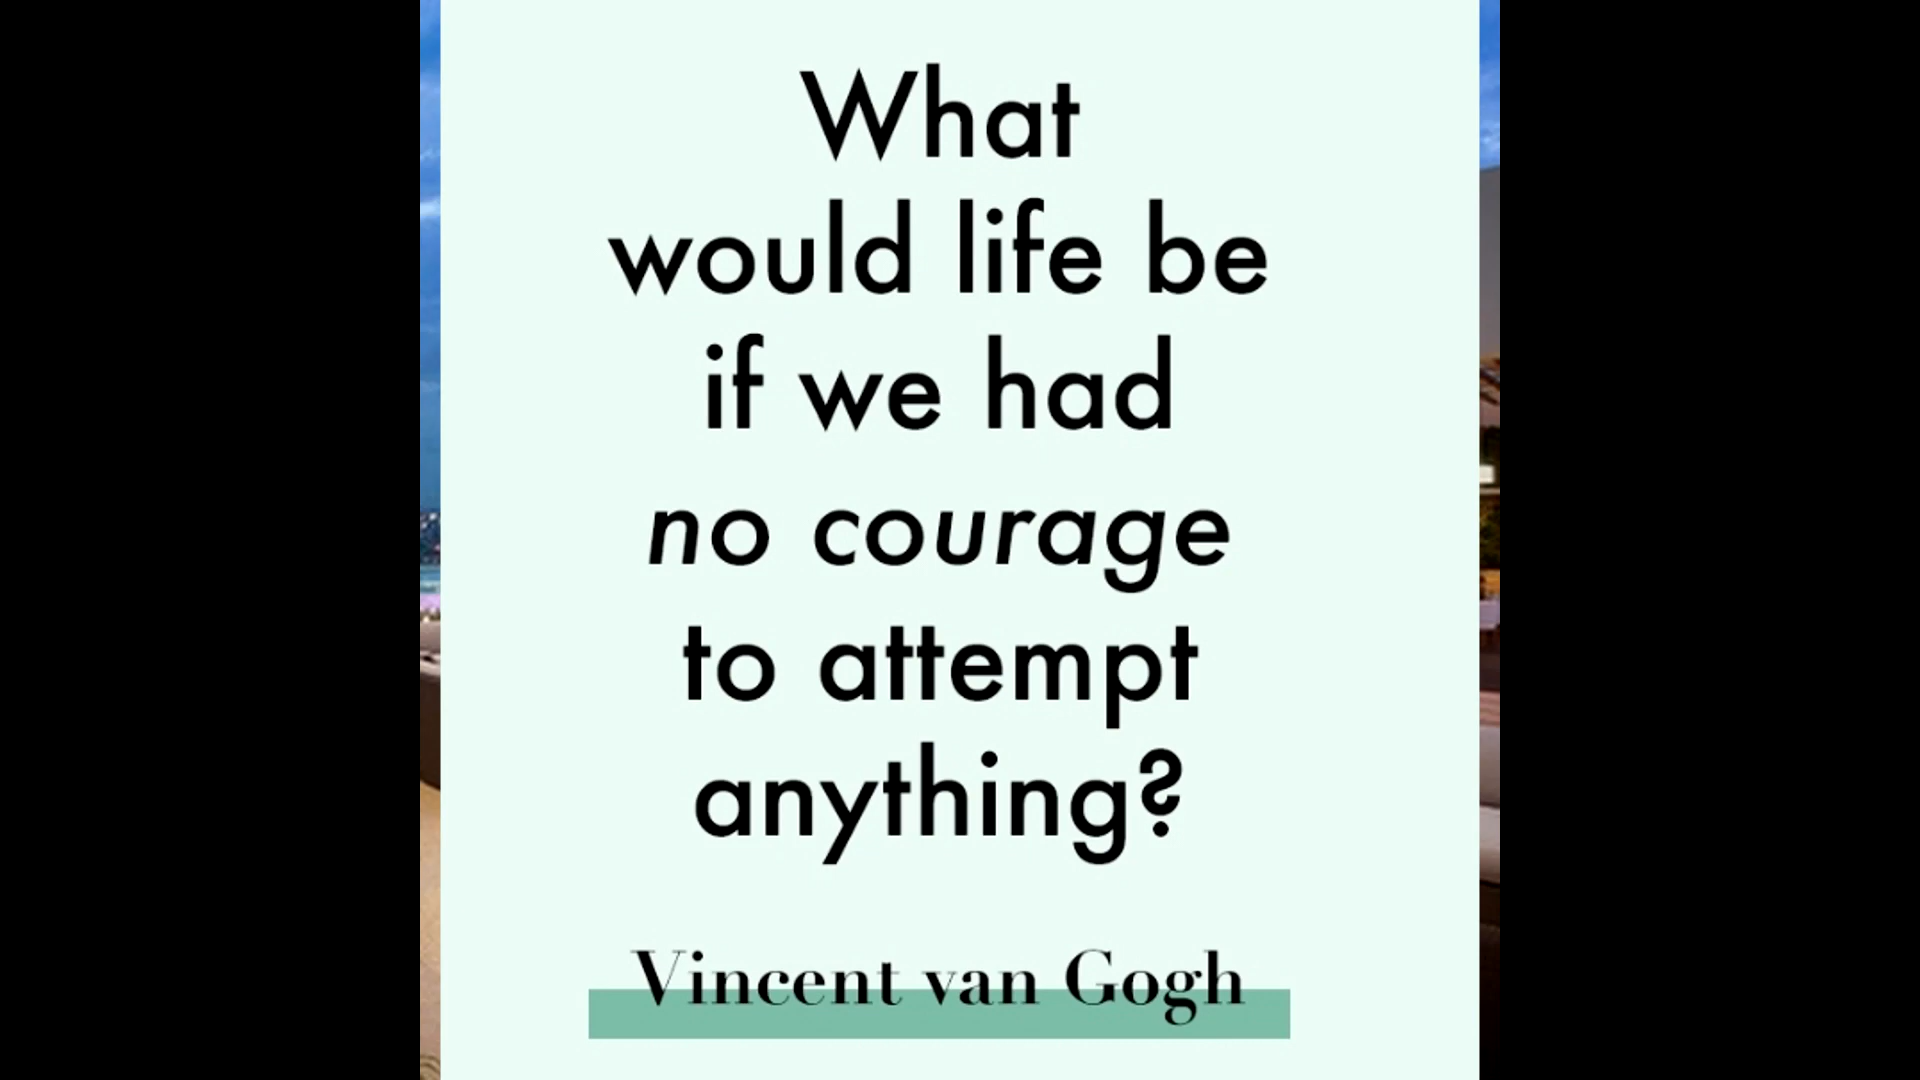 What
would life be
if we had
no courage
to attempt
anything?
Vincent van Gogh